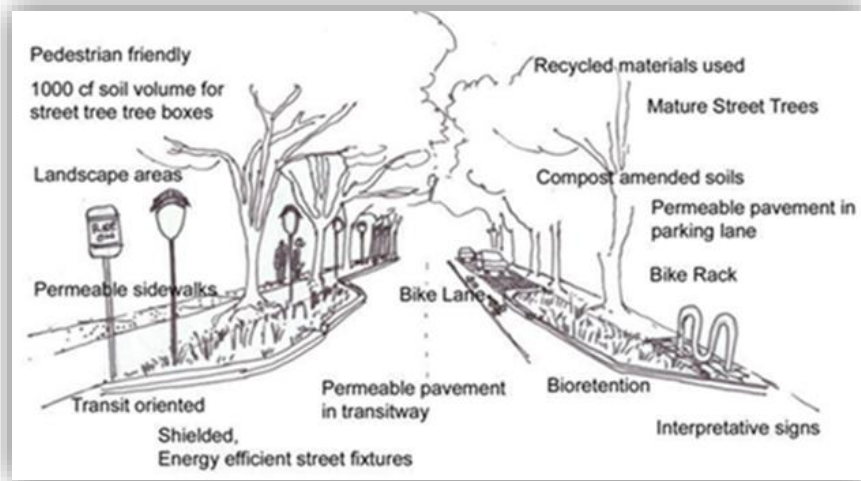 Pedestrian friendly
1000 cf soil volume for
street tree tree boxes
Landscape areas
Permeable sidewalks
Transit oriented
Shielded,
Energy efficient street fixtures
Bike Lane
Permeable pavement
in transitway
Recycled materials used
Mature Street Trees
Compost amended soils
Permeable pavement in
parking lane
Bike Rack
Bioretention
Interpretative signs